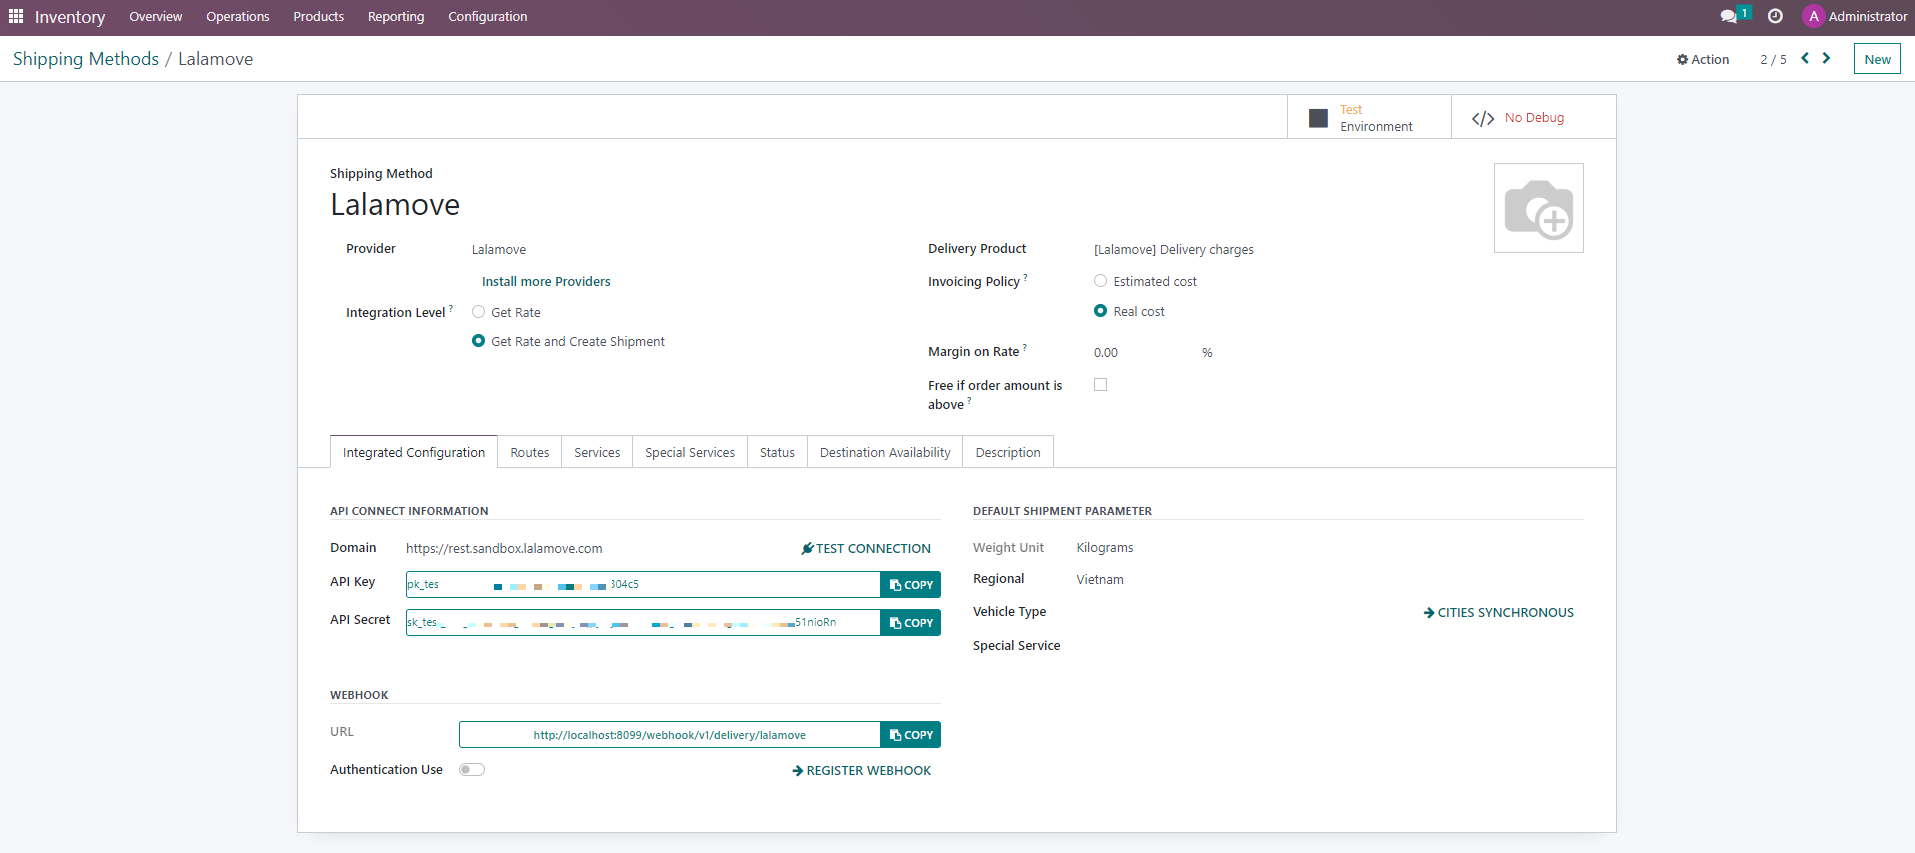 Inventory Overview Operations Products Reporting Configuration 1 A Administrator
Shipping Methods / Lalamove Action 2 / 5 New
Test
Environment
No Debug
Shipping Method
Lalamove
Provider Lalamove
Install more Providers
Integration Level ? Get Rate
Get Rate and Create Shipment
Delivery Product [Lalamove] Delivery charges
Invoicing Policy ? Estimated cost
Real cost
Margin on Rate ? 0.00 %
Free if order amount is
above ?
Integrated Configuration Routes Services Special Services Status Destination Availability Description
API CONNECT INFORMATION
Domain https://rest.sandbox.lalamove.com TEST CONNECTION
API Key pk_tes 304c5 COPY
API Secret sk_tes 51nioRn COPY
DEFAULT SHIPMENT PARAMETER
Weight Unit Kilograms
Regional Vietnam
Vehicle Type CITIES SYNCHRONOUS
Special Service
WEBHOOK
URL http://localhost:8099/webhook/v1/delivery/lalamove COPY
Authentication Use REGISTER WEBHOOK